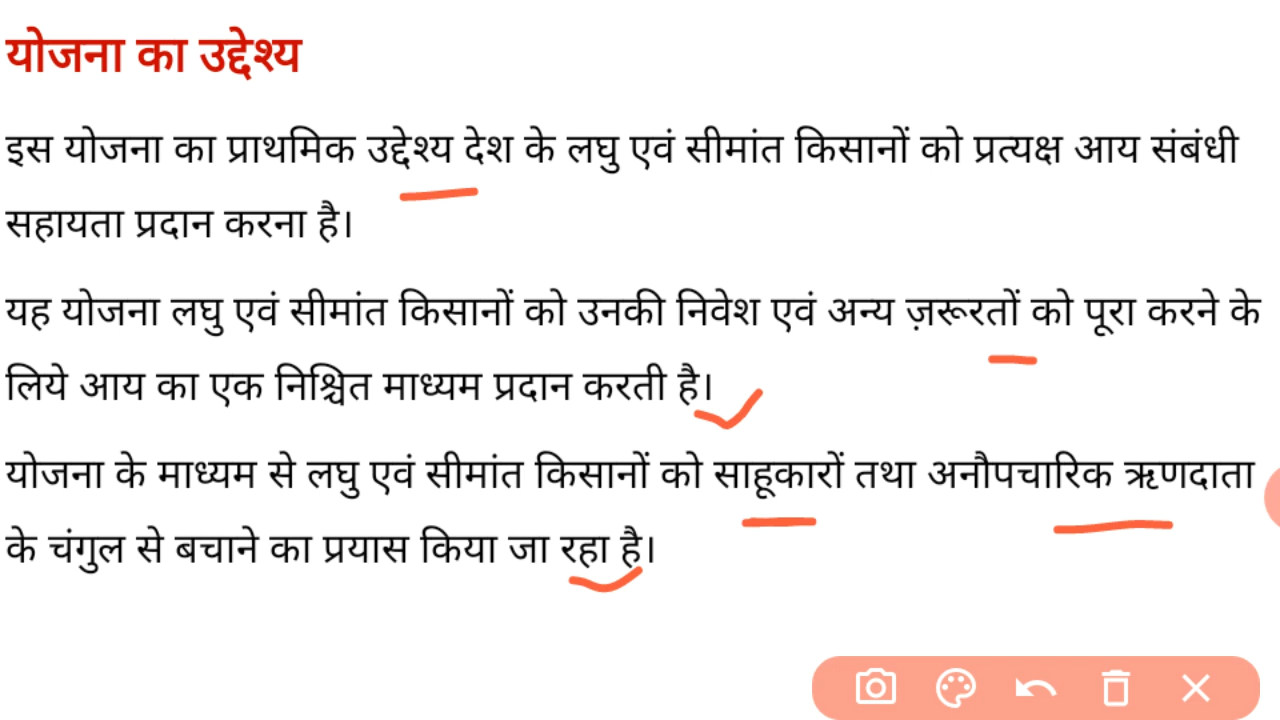 योजना का उद्देश्य
इस योजना का प्राथमिक उद्देश्य देश के लघु एवं सीमांत किसानों को प्रत्यक्ष आय संबंधी
सहायता प्रदान करना है।
यह योजना लघु एवं सीमांत किसानों को उनकी निवेश एवं अन्य ज़रूरतों को पूरा करने के
लिये आय का एक निश्चित माध्यम प्रदान करती है।
योजना के माध्यम से लघु एवं सीमांत किसानों को साहूकारों तथा अनौपचारिक ऋणदाता
के चंगुल से बचाने का प्रयास किया जा रहा है।